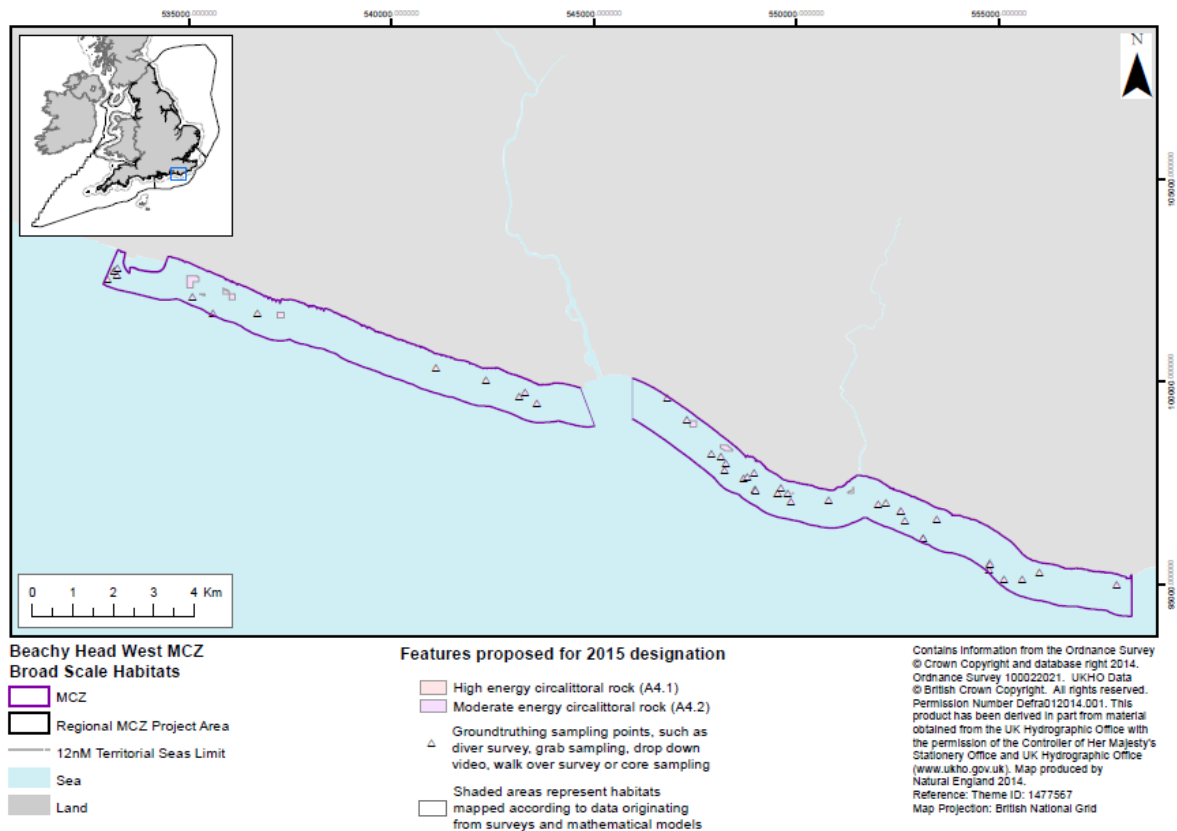 535000.000000 540000.000000 545000.000000 550000.000000 555000.000000
N
105000.000000
100000.000000
95000.000000
0 1 2 3 4 Km
Beachy Head West MCZ
Broad Scale Habitats
MCZ
Regional MCZ Project Area
12nM Territorial Seas Limit
Sea
Land
Features proposed for 2015 designation
High energy circalittoral rock (A4.1)
Moderate energy circalittoral rock (A4.2)
Groundtruthing sampling points, such as
diver survey, grab sampling, drop down
video, walk over survey or core sampling
Shaded areas represent habitats
mapped according to data originating
from surveys and mathematical models
Contains Information from the Ordnance Survey
© Crown Copyright and database right 2014.
Ordnance Survey 100022021. UKHO Data
© British Crown Copyright. All rights reserved.
Permission Number Defra012014.001. This
product has been derived in part from material
obtained from the UK Hydrographic Office with
the permission of the Controller of Her Majesty's
Stationery Office and UK Hydrographic Office
(www.ukho.gov.uk). Map produced by
Natural England 2014.
Reference: Theme ID: 1477567
Map Projection: British National Grid